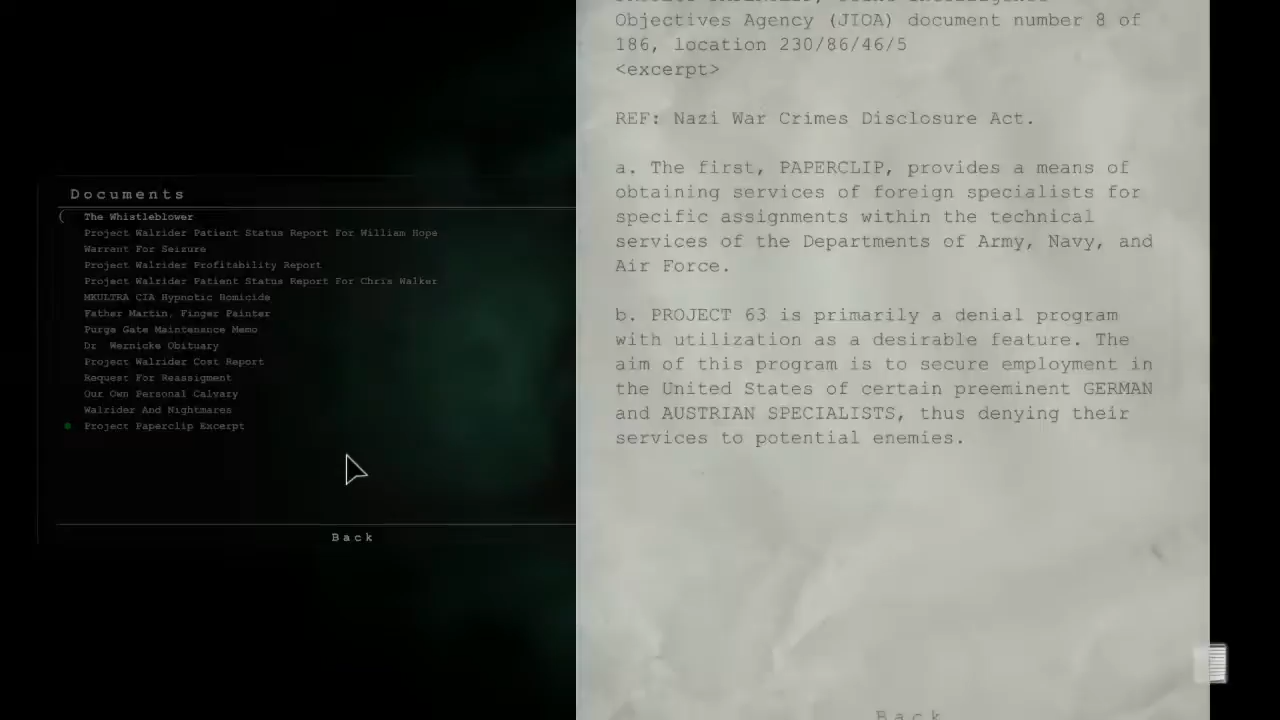 Documents
The Whistleblower
Project Walrider Patient Status Report For William Hope
Warrant For Seizure
Project Walrider Profitability Report
Project Walrider Patient Status Report For Chris Walker
MKULTRA CIA Hypnotic Homicide
Father Martin, Finger Painter
Purge Gate Maintenance Memo
Dr Wernicke Obituary
Project Walrider Cost Report
Request For Reassigment
Our Own Personal Calvary
Walrider And Nightmares
Project Paperclip Excerpt
Back
Objectives Agency (JIOA) document number 8 of
186, location 230/86/46/5
<excerpt>
REF: Nazi War Crimes Disclosure Act.
a. The first, PAPERCLIP, provides a means of
obtaining services of foreign specialists for
specific assignments within the technical
services of the Departments of Army, Navy, and
Air Force.
b. PROJECT 63 is primarily a denial program
with utilization as a desirable feature. The
aim of this program is to secure employment in
the United States of certain preeminent GERMAN
and AUSTRIAN SPECIALISTS, thus denying their
services to potential enemies.
Back